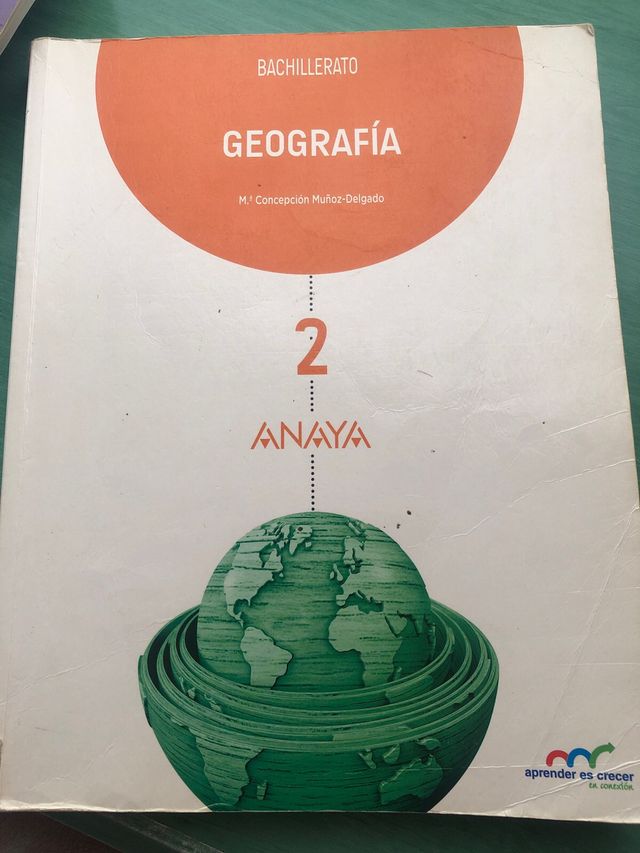 BACHILLERATO
GEOGRAFÍA
M.ª Concepción Muñoz-Delgado
2
ANAYA
aprender es crecer
en conexión